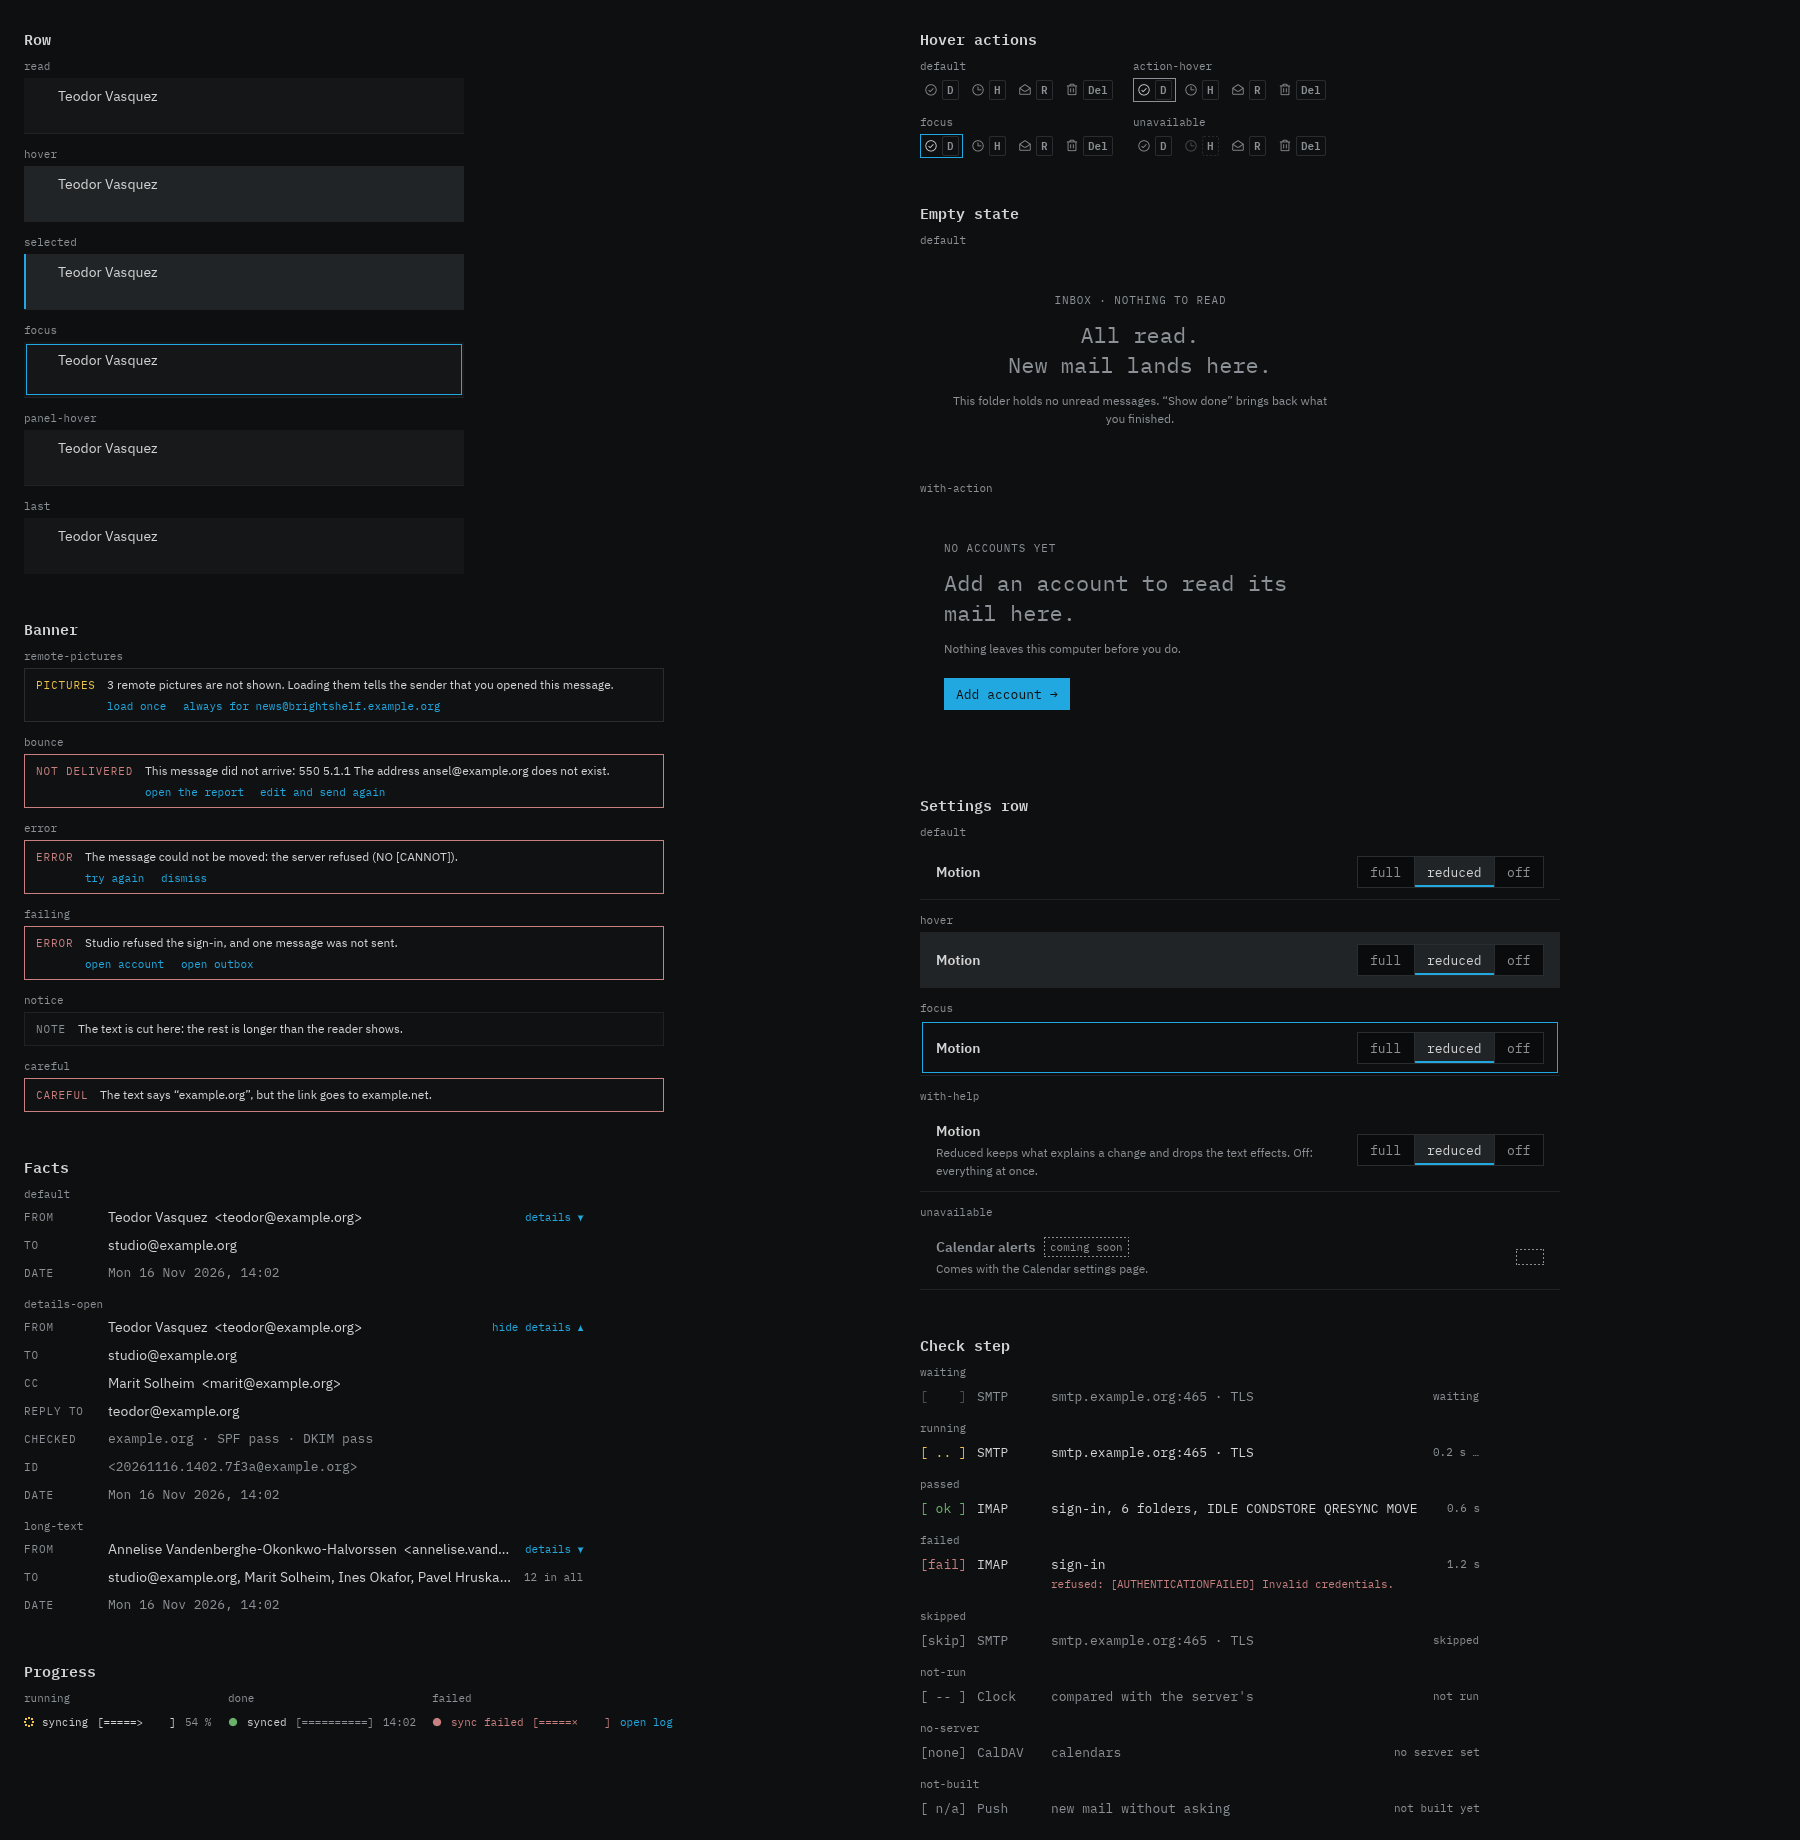 Row
read
Teodor Vasquez
hover
Teodor Vasquez
selected
Teodor Vasquez
focus
Teodor Vasquez
panel-hover
Teodor Vasquez
last
Teodor Vasquez
Banner
remote-pictures
PICTURES 3 remote pictures are not shown. Loading them tells the sender that you opened this message.
load once always for news@brightshelf.example.org
bounce
NOT DELIVERED This message did not arrive: 550 5.1.1 The address ansel@example.org does not exist.
open the report edit and send again
error
ERROR The message could not be moved: the server refused (NO [CANNOT]).
try again dismiss
failing
ERROR Studio refused the sign-in, and one message was not sent.
open account open outbox
notice
NOTE The text is cut here: the rest is longer than the reader shows.
careful
CAREFUL The text says “example.org”, but the link goes to example.net.
Facts
default
FROM Teodor Vasquez <teodor@example.org> details ▾
TO studio@example.org
DATE Mon 16 Nov 2026, 14:02
details-open
FROM Teodor Vasquez <teodor@example.org> hide details ▴
TO studio@example.org
CC Marit Solheim <marit@example.org>
REPLY TO teodor@example.org
CHECKED example.org · SPF pass · DKIM pass
ID <20261116.1402.7f3a@example.org>
DATE Mon 16 Nov 2026, 14:02
long-text
FROM Annelise Vandenberghe-Okonkwo-Halvorssen <annelise.vand… details ▾
TO studio@example.org, Marit Solheim, Ines Okafor, Pavel Hruska… 12 in all
DATE Mon 16 Nov 2026, 14:02
Progress
running done failed
syncing [=====>    ] 54 % synced [==========] 14:02 sync failed [=====×    ] open log
Hover actions
default action-hover
D H R Del D H R Del
focus unavailable
D H R Del D H R Del
Empty state
default
INBOX · NOTHING TO READ
All read.
New mail lands here.
This folder holds no unread messages. “Show done” brings back what
you finished.
with-action
NO ACCOUNTS YET
Add an account to read its
mail here.
Nothing leaves this computer before you do.
Add account →
Settings row
default
Motion full reduced off
hover
Motion full reduced off
focus
Motion full reduced off
with-help
Motion
Reduced keeps what explains a change and drops the text effects. Off:
everything at once.
full reduced off
unavailable
Calendar alerts coming soon
Comes with the Calendar settings page.
Check step
waiting
[    ] SMTP smtp.example.org:465 · TLS waiting
running
[ .. ] SMTP smtp.example.org:465 · TLS 0.2 s …
passed
[ ok ] IMAP sign-in, 6 folders, IDLE CONDSTORE QRESYNC MOVE 0.6 s
failed
[fail] IMAP sign-in 1.2 s
refused: [AUTHENTICATIONFAILED] Invalid credentials.
skipped
[skip] SMTP smtp.example.org:465 · TLS skipped
not-run
[ -- ] Clock compared with the server's not run
no-server
[none] CalDAV calendars no server set
not-built
[ n/a] Push new mail without asking not built yet